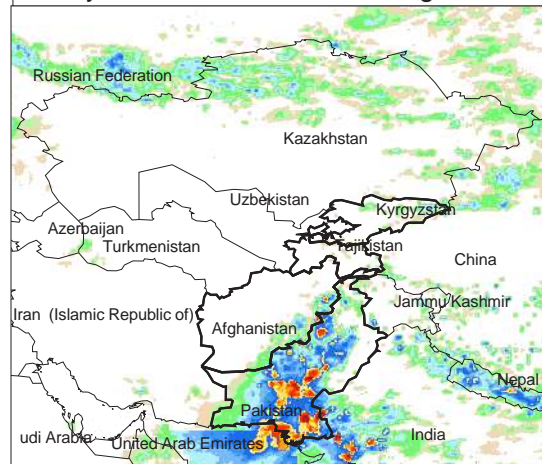 Russian Federation
Kazakhstan
Uzbekistan
Kyrgyzstan
Azerbaijan
Turkmenistan
Tajikistan
China
Jammu Kashmir
Iran (Islamic Republic of)
Afghanistan
Nepal
Pakistan
udi Arabia
United Arab Emirates
India